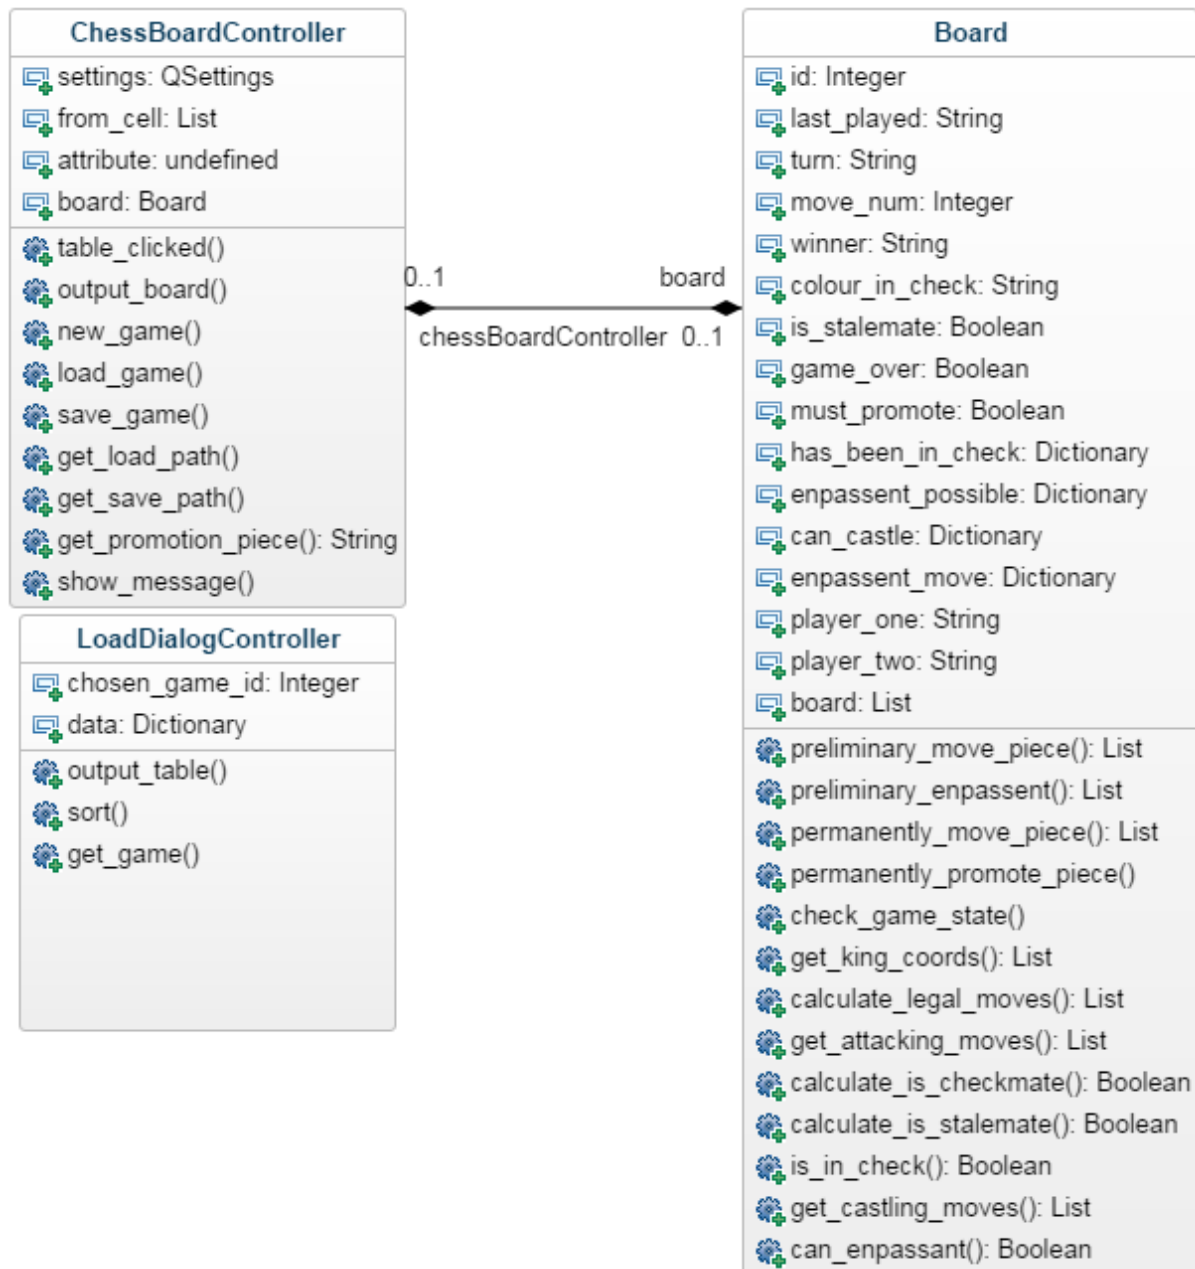 ChessBoardController
settings: QSettings
from_cell: List
attribute: undefined
board: Board
table_clicked()
output_board()
new_game()
load_game()
save_game()
get_load_path()
get_save_path()
get_promotion_piece(): String
show_message()
LoadDialogController
chosen_game_id: Integer
data: Dictionary
output_table()
sort()
get_game()
0..1
board
chessBoardController 0..1
Board
id: Integer
last_played: String
turn: String
move_num: Integer
winner: String
colour_in_check: String
is_stalemate: Boolean
game_over: Boolean
must_promote: Boolean
has_been_in_check: Dictionary
enpassent_possible: Dictionary
can_castle: Dictionary
enpassent_move: Dictionary
player_one: String
player_two: String
board: List
preliminary_move_piece(): List
preliminary_enpassent(): List
permanently_move_piece(): List
permanently_promote_piece()
check_game_state()
get_king_coords(): List
calculate_legal_moves(): List
get_attacking_moves(): List
calculate_is_checkmate(): Boolean
calculate_is_stalemate(): Boolean
is_in_check(): Boolean
get_castling_moves(): List
can_enpassant(): Boolean